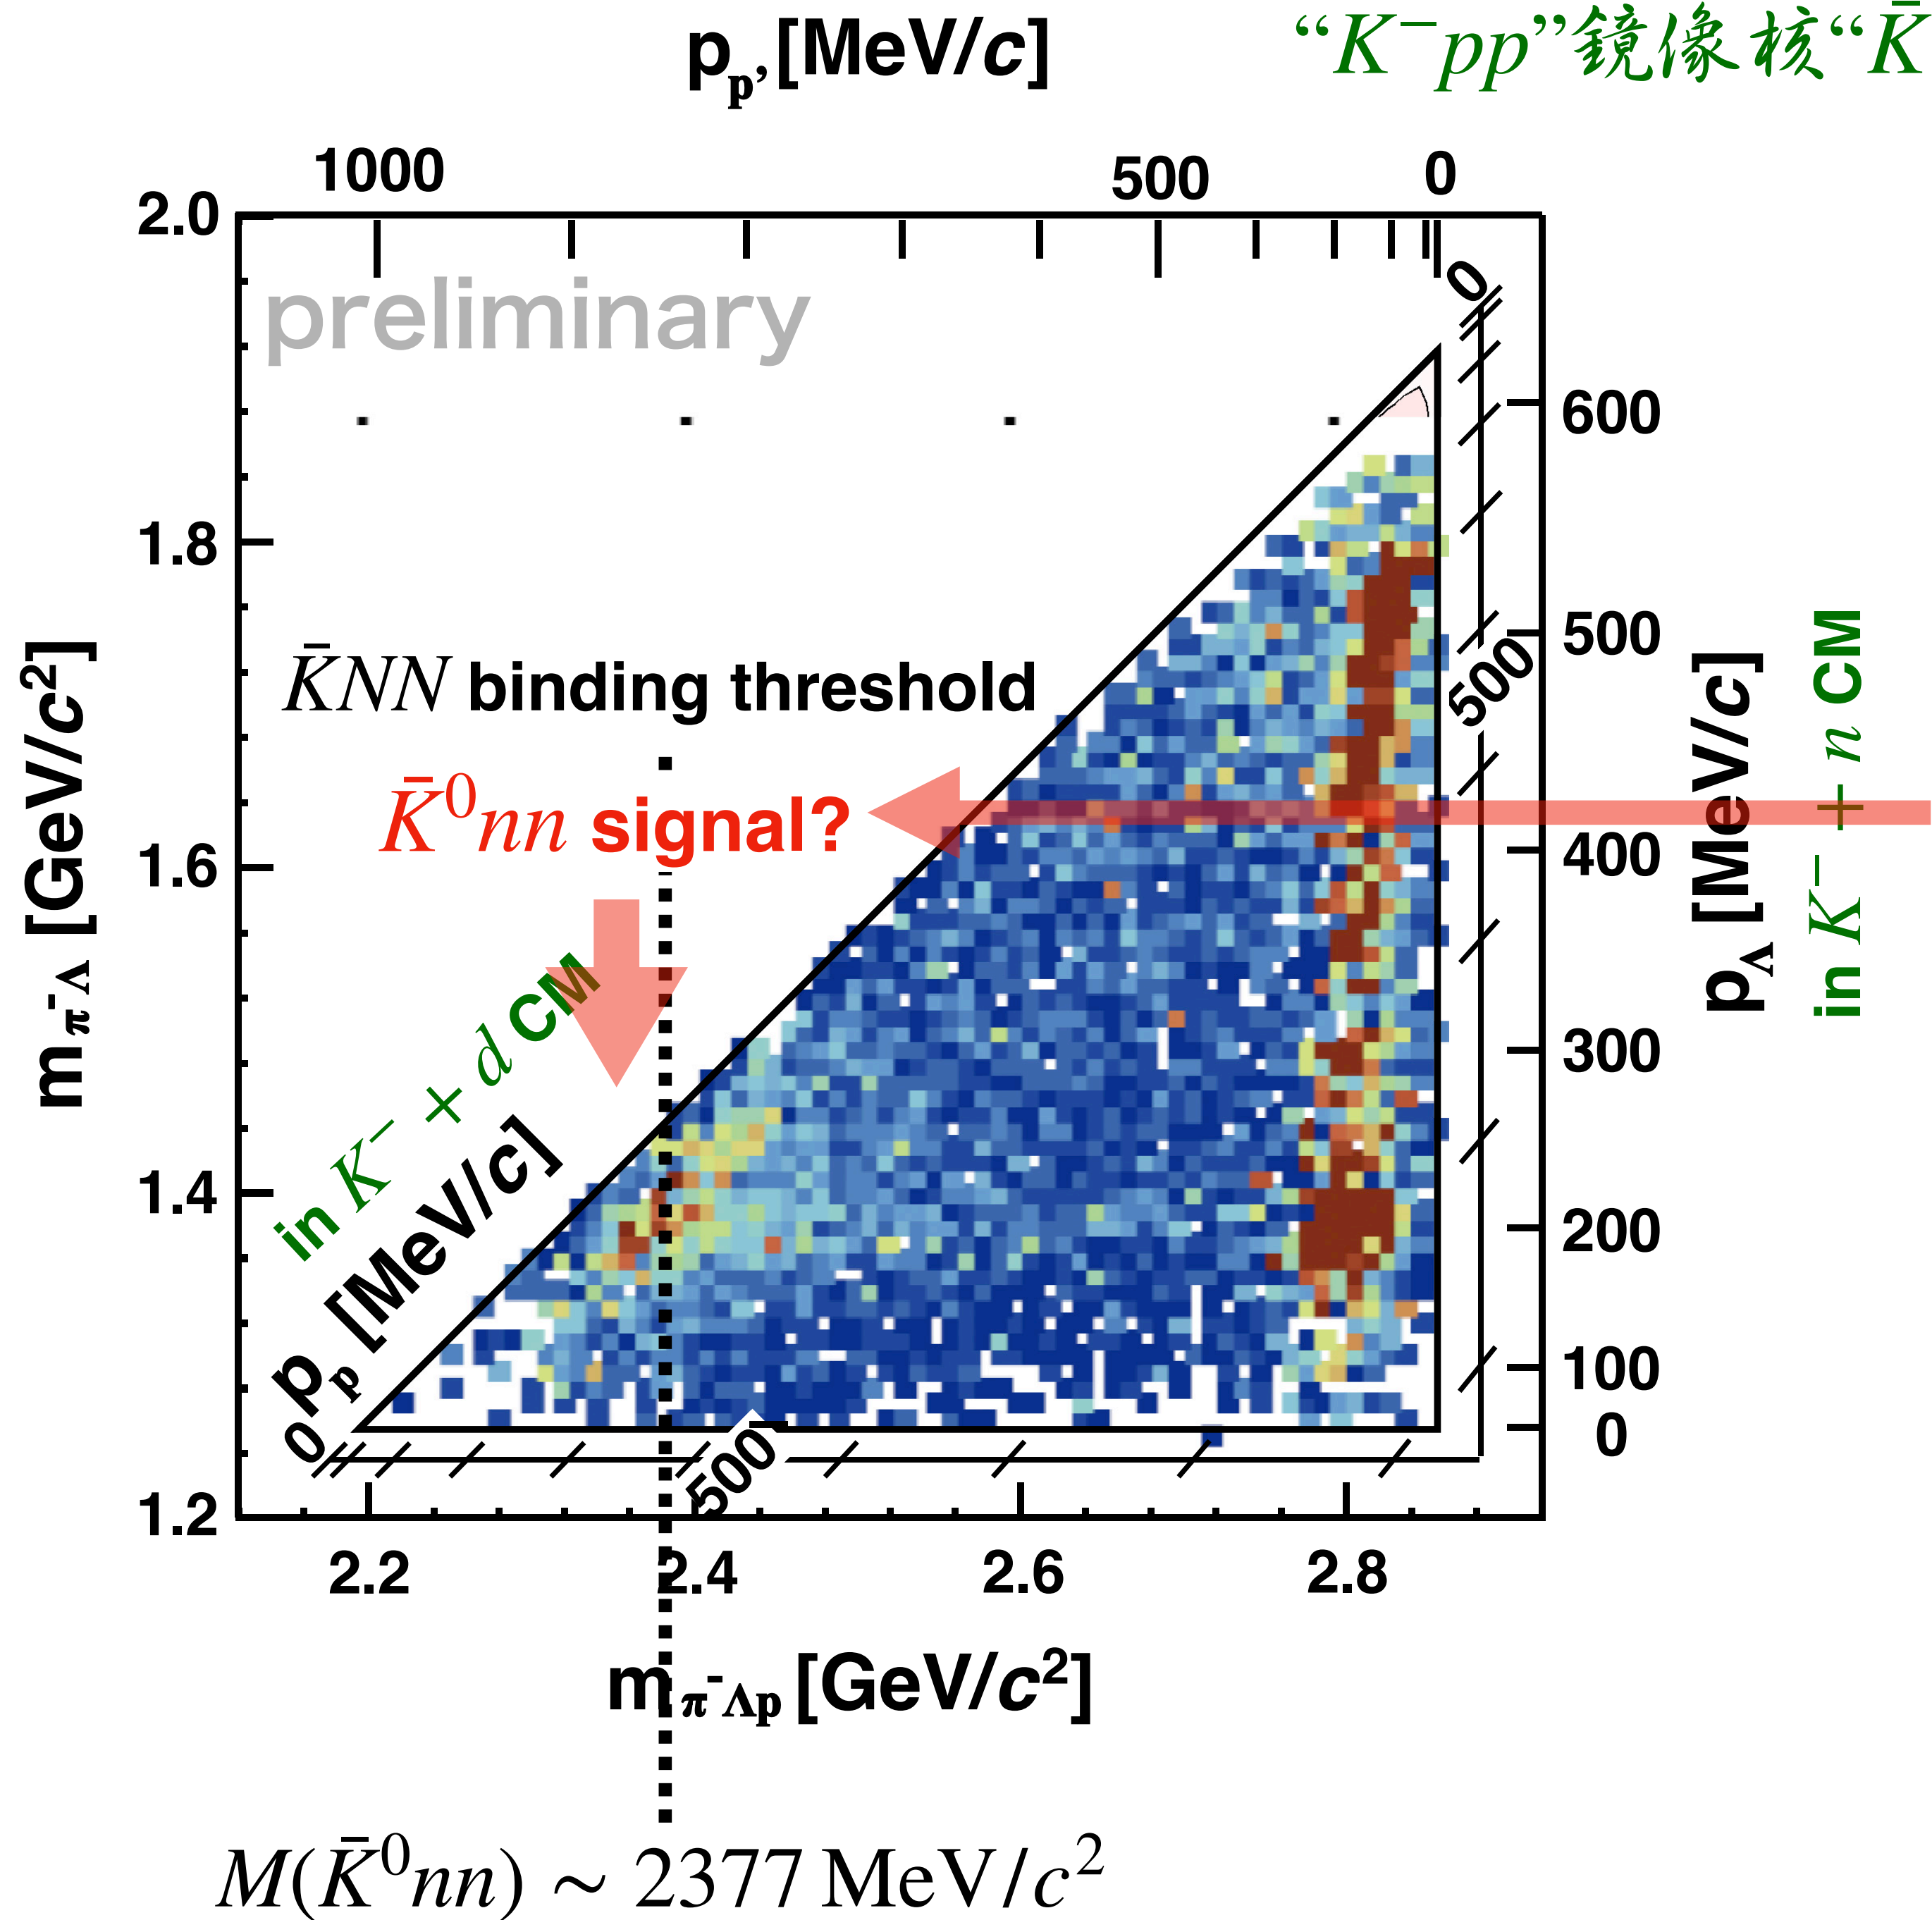 p_p' [MeV/c]
“K⁻pp”鏡像核“K̄
1000 500 0
2.0
1.8
1.6
1.4
1.2
m_π⁻Λ [GeV/c²]
preliminary
K̄NN binding threshold
K̄⁰nn signal?
in K⁻ + d CM
p_p [MeV/c]
0
500
0
500
600
500
400
300
200
100
0
p_Λ [MeV/c]
in K⁻ + n CM
2.2 2.4 2.6 2.8
m_π⁻Λp [GeV/c²]
M(K̄⁰nn) ~ 2377 MeV/c²